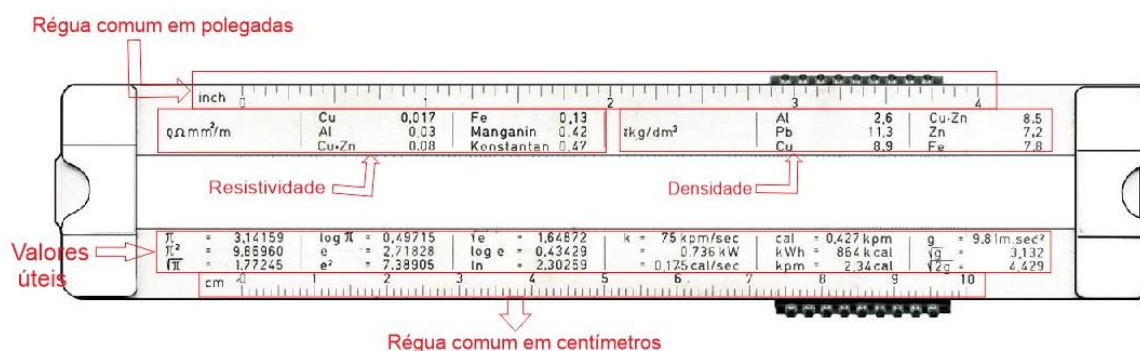 Régua comum em polegadas
inch 0 1 2 3 4
ϱΩmm²/m Cu 0,017 Fe 0,13 γkg/dm³ Al 2,6 Cu·Zn 8.5
Al 0.03 Manganin 0.42 Pb 11,3 Zn 7,2
Cu·Zn 0.08 Konstantan 0.47 Cu 8.9 Fe 7.8
Resistividade
Densidade
Valores úteis
π = 3,14159 log π = 0,49715 √e = 1,64872 k = 75 kpm/sec cal = 0,427 kpm g = 9.81m.sec²
π² = 9.86960 e = 2,71828 log e = 0,43429 = 0.736 kW kWh = 864 kcal √g = 3,132
√π = 1.77245 e² = 7.38905 ln = 2,30259 = 0,175 cal/sec kpm = 2,34 cal √2g = 4,429
cm 0 1 2 3 4 5 6 7 8 9 10
Régua comum em centímetros